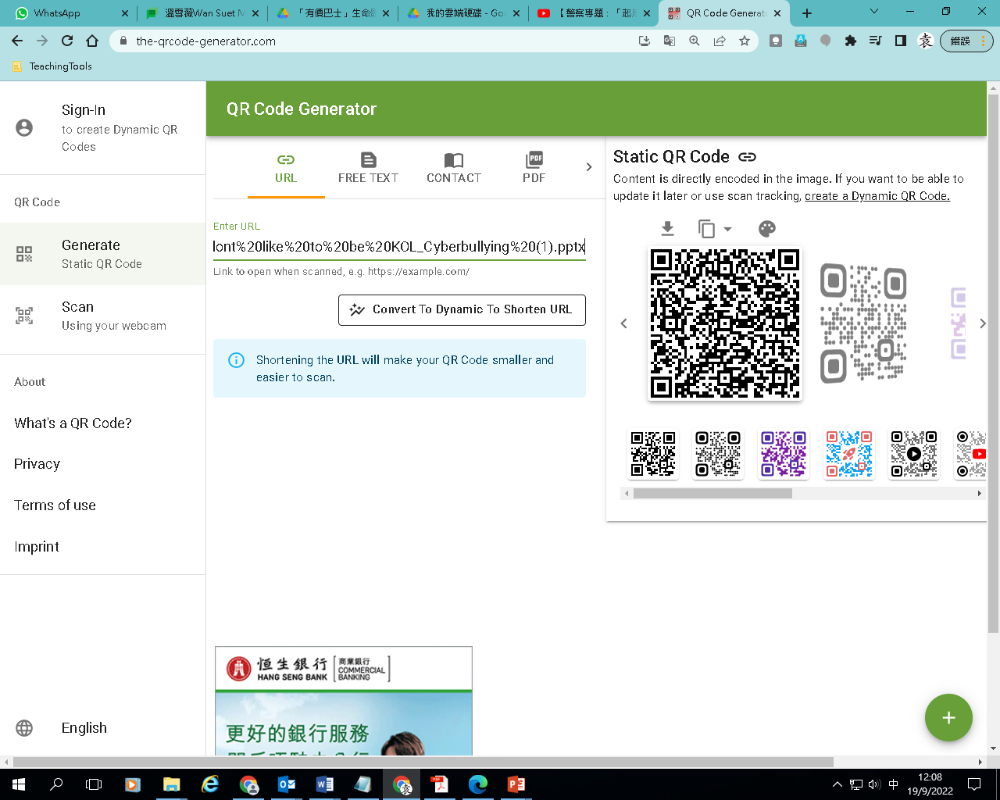 WhatsApp
溫雪薇Wan Suet M
「有價巴士」生命
我的雲端硬碟 - Go
【警察專題：「起
QR Code Generat
the-qrcode-generator.com
袁
錯誤
TeachingTools
Sign-In
to create Dynamic QR
Codes
QR Code
Generate
Static QR Code
Scan
Using your webcam
About
What's a QR Code?
Privacy
Terms of use
Imprint
English
QR Code Generator
URL
FREE TEXT
CONTACT
PDF
PDF
Enter URL
lont%20like%20to%20be%20KOL_Cyberbullying%20(1).pptx
Link to open when scanned, e.g. https://example.com/
Convert To Dynamic To Shorten URL
Shortening the URL will make your QR Code smaller and
easier to scan.
Static QR Code
Content is directly encoded in the image. If you want to be able to
update it later or use scan tracking, create a Dynamic QR Code.
恒生銀行
HANG SENG BANK
商業銀行
COMMERCIAL
BANKING
更好的銀行服務
中
12:08
19/9/2022